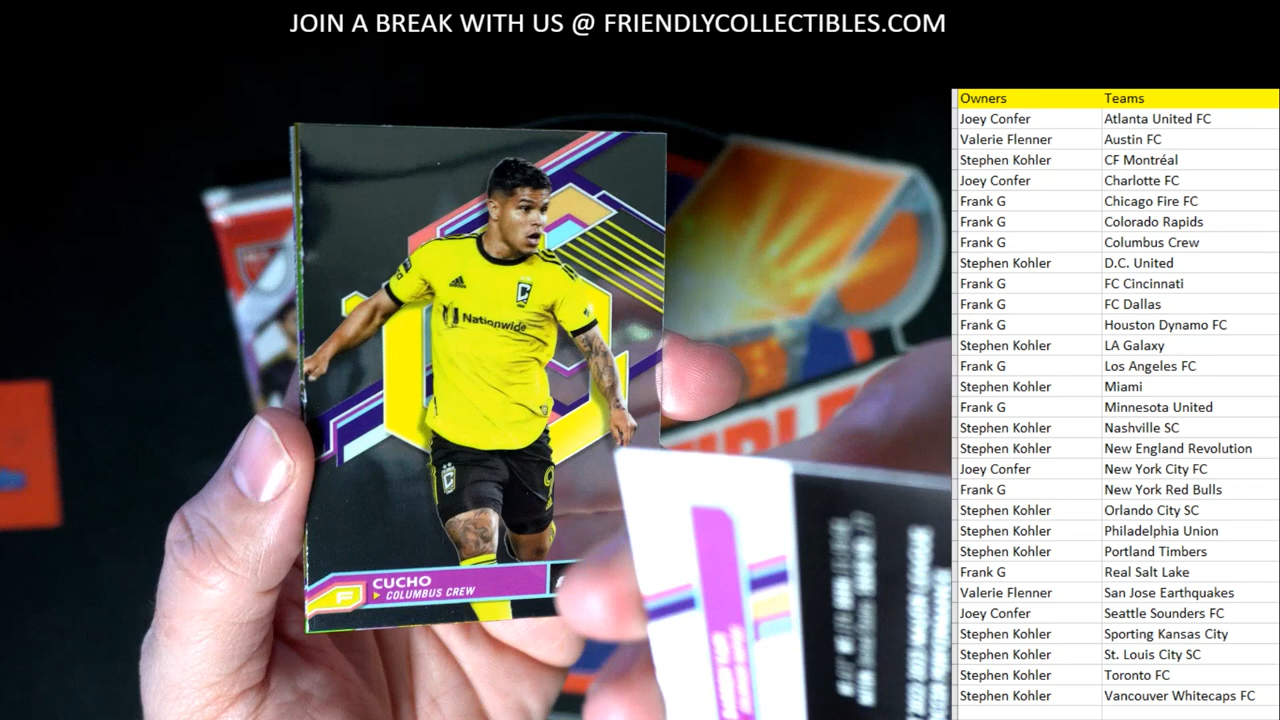 JOIN A BREAK WITH US @ FRIENDLYCOLLECTIBLES.COM
Owners Teams
Joey Confer Atlanta United FC
Valerie Flenner Austin FC
Stephen Kohler CF Montréal
Joey Confer Charlotte FC
Frank G Chicago Fire FC
Frank G Colorado Rapids
Frank G Columbus Crew
Stephen Kohler D.C. United
Frank G FC Cincinnati
Frank G FC Dallas
Frank G Houston Dynamo FC
Stephen Kohler LA Galaxy
Frank G Los Angeles FC
Stephen Kohler Miami
Frank G Minnesota United
Stephen Kohler Nashville SC
Stephen Kohler New England Revolution
Joey Confer New York City FC
Frank G New York Red Bulls
Stephen Kohler Orlando City SC
Stephen Kohler Philadelphia Union
Stephen Kohler Portland Timbers
Frank G Real Salt Lake
Valerie Flenner San Jose Earthquakes
Joey Confer Seattle Sounders FC
Stephen Kohler Sporting Kansas City
Stephen Kohler St. Louis City SC
Stephen Kohler Toronto FC
Stephen Kohler Vancouver Whitecaps FC
C
Nationwide
9
F
CUCHO
COLUMBUS CREW